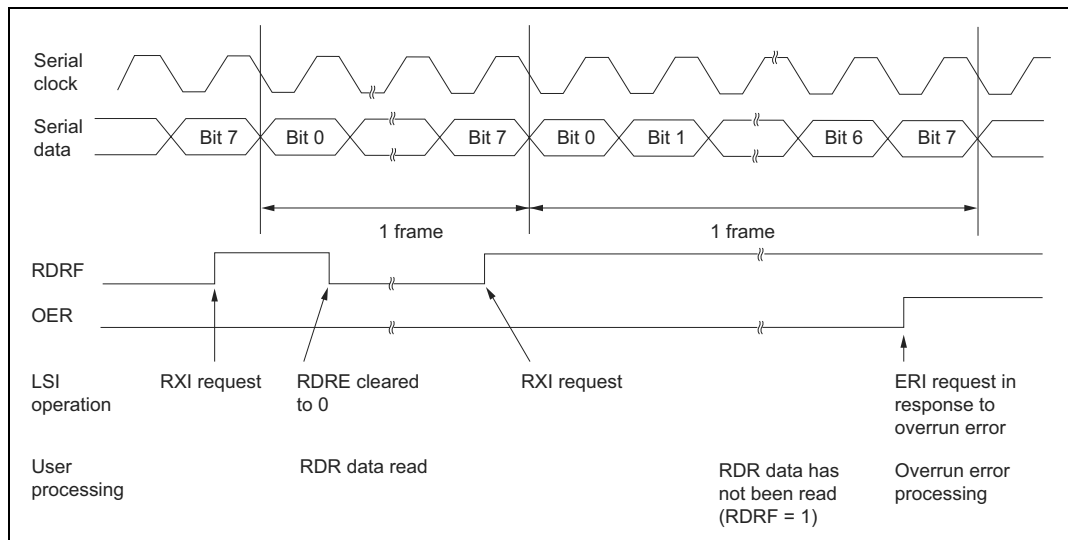 Serial
clock
Serial
data
Bit 7
Bit 0
Bit 7
Bit 0
Bit 1
Bit 6
Bit 7
1 frame
1 frame
RDRF
OER
LSI
operation
RXI request
RDRE cleared
to 0
RXI request
ERI request in
response to
overrun error
User
processing
RDR data read
RDR data has
not been read
(RDRF = 1)
Overrun error
processing